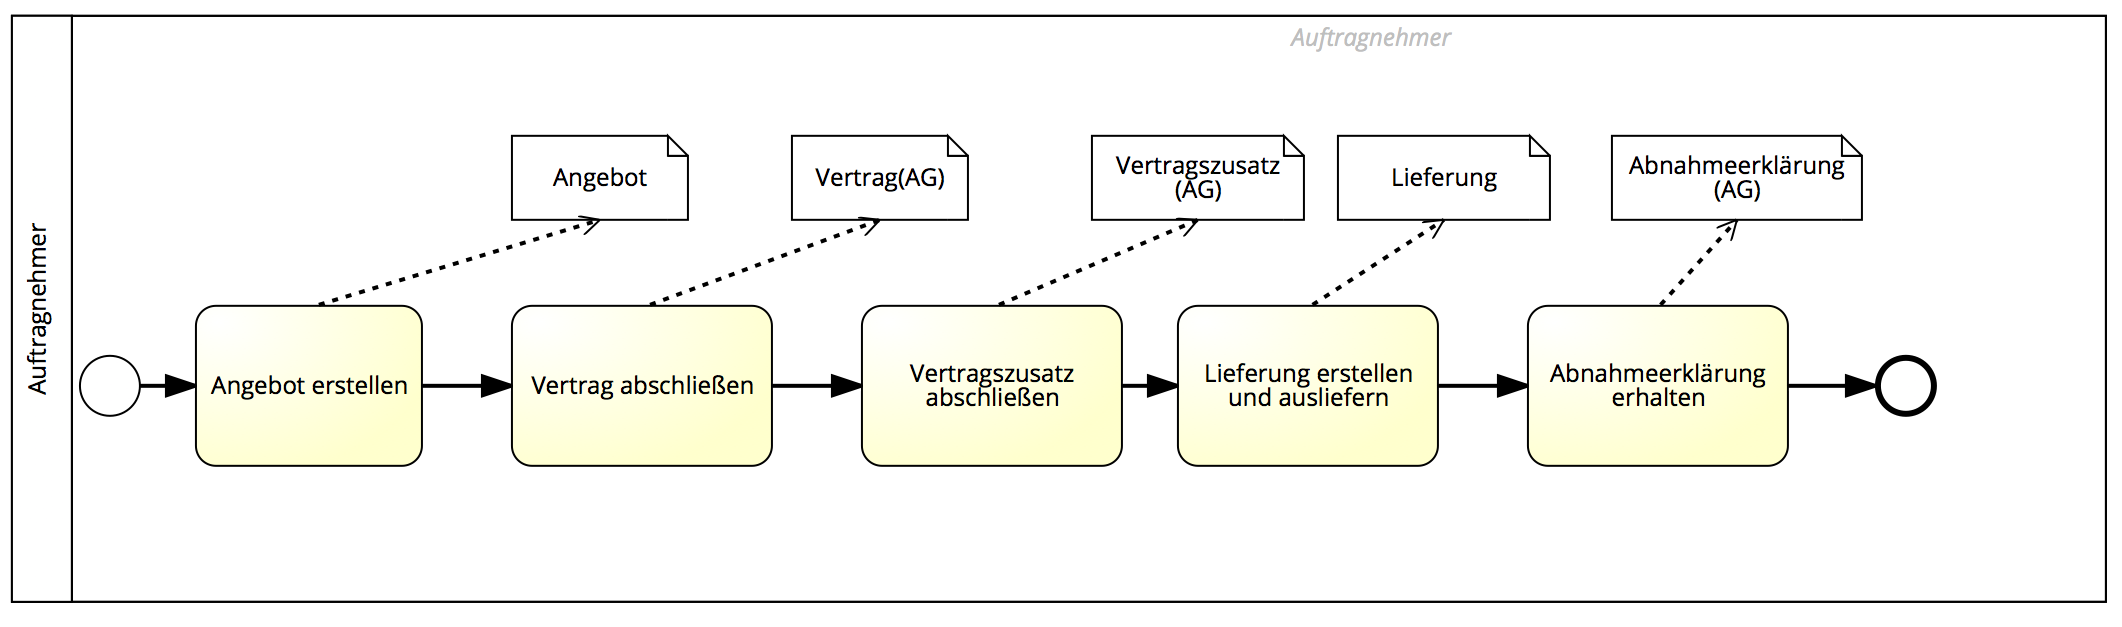 Auftragnehmer
Auftragnehmer
Angebot
Vertrag(AG)
Vertragszusatz
(AG)
Lieferung
Abnahmeerklärung
(AG)
Angebot erstellen
Vertrag abschließen
Vertragszusatz
abschließen
Lieferung erstellen
und ausliefern
Abnahmeerklärung
erhalten